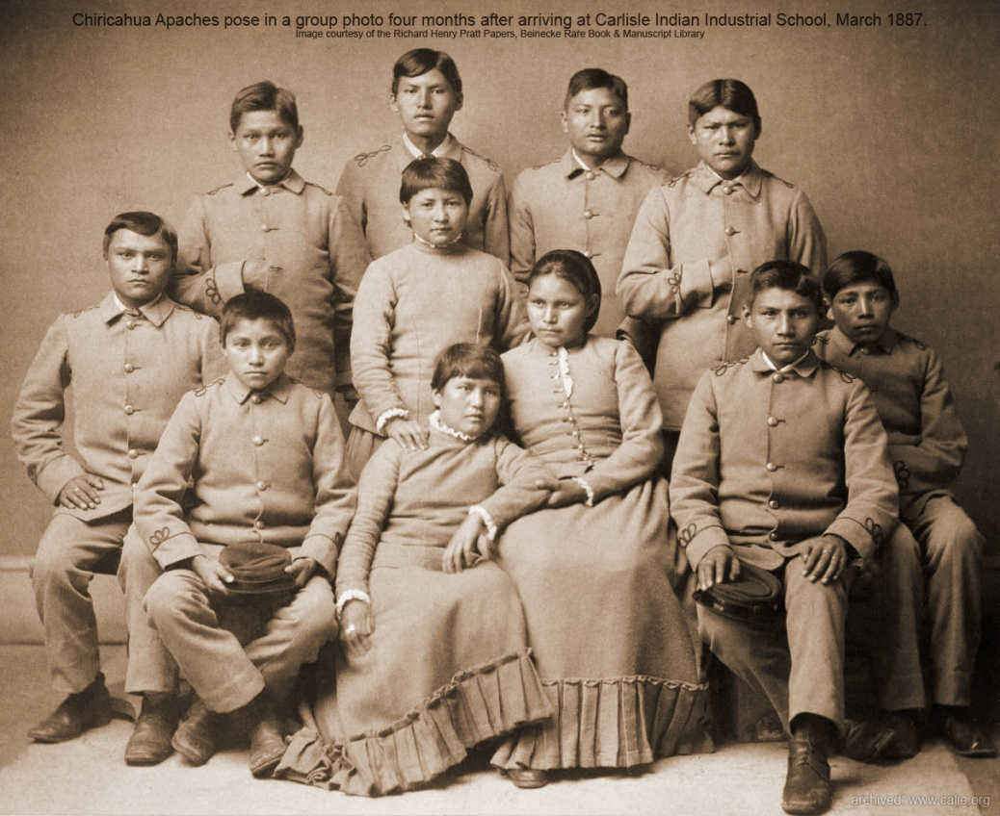 Chiricahua Apaches pose in a group photo four months after arriving at Carlisle Indian Industrial School, March 1887.
Image courtesy of the Richard Henry Pratt Papers, Beinecke Rare Book & Manuscript Library
archived: www.calie.org